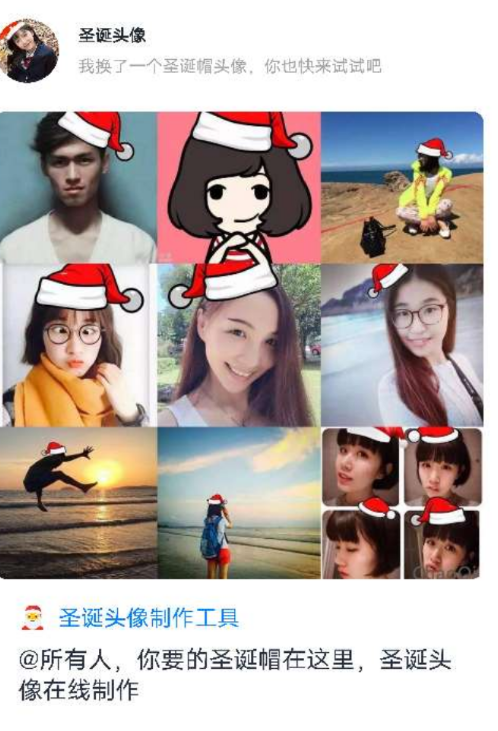 圣诞头像
我换了一个圣诞帽头像，你也快来试试吧
圣诞头像制作工具
@所有人，你要的圣诞帽在这里，圣诞头
像在线制作